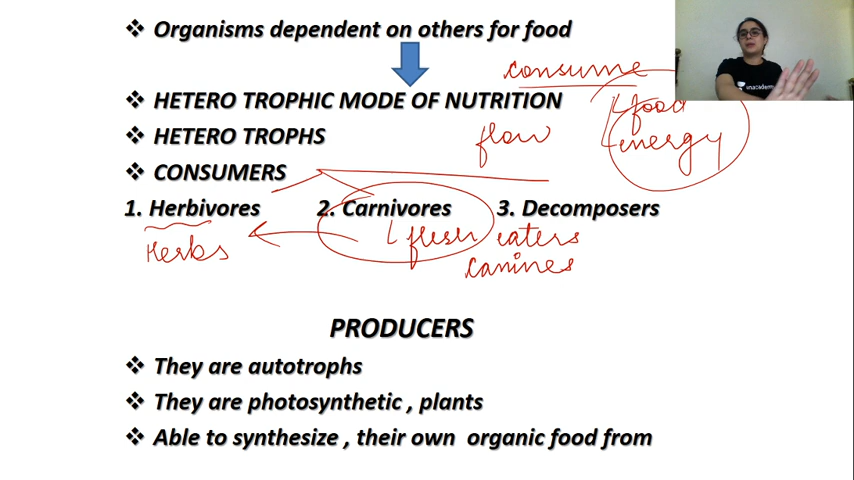 ❖ Organisms dependent on others for food
consume
❖ HETERO TROPHIC MODE OF NUTRITION
food
❖ HETERO TROPHS
flow
energy
❖ CONSUMERS
1. Herbivores 2. Carnivores 3. Decomposers
Herbs flesh eaters
canines
PRODUCERS
❖ They are autotrophs
❖ They are photosynthetic , plants
❖ Able to synthesize , their own organic food from
unacademy